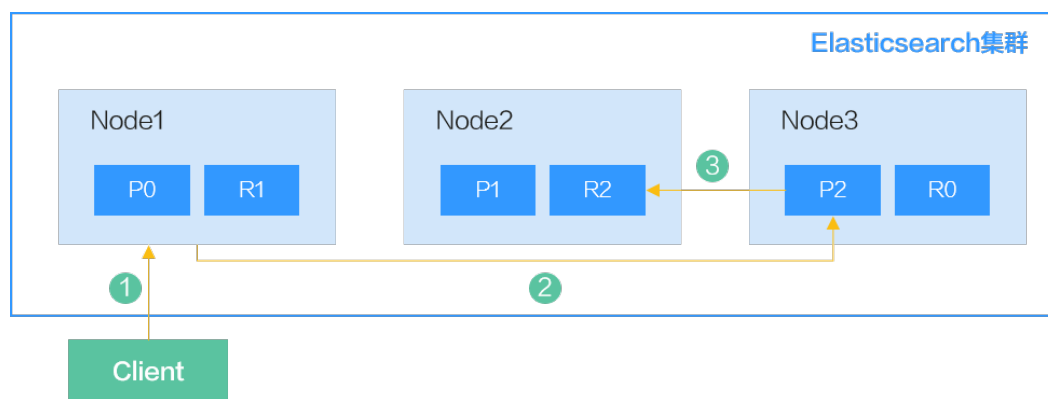 Elasticsearch集群
Node1
Node2
Node3
P0
R1
P1
R2
P2
R0
3
1
2
Client